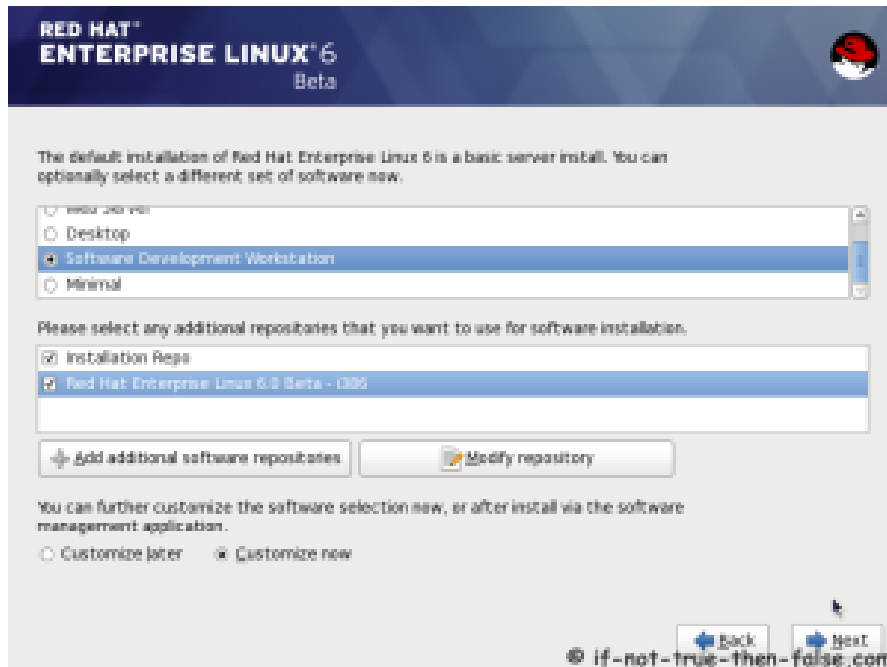 RED HAT®
ENTERPRISE LINUX® 6
Beta
The default installation of Red Hat Enterprise Linux 6 is a basic server install. You can
optionally select a different set of software now.
Web Server
Desktop
Software Development Workstation
Minimal
Please select any additional repositories that you want to use for software installation.
Installation Repo
Red Hat Enterprise Linux 6.0 Beta - i386
Add additional software repositories
Modify repository
You can further customize the software selection now, or after install via the software
management application.
Customize later Customize now
Back Next
© if-not-true-then-false.com